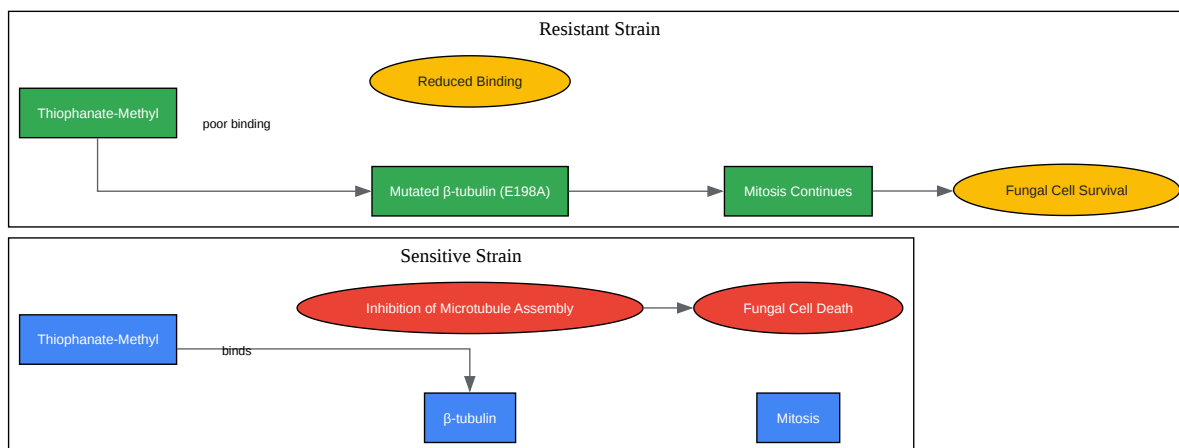 Resistant Strain
Reduced Binding
Thiophanate-Methyl
poor binding
Mutated β-tubulin (E198A)
Mitosis Continues
Fungal Cell Survival
Sensitive Strain
Inhibition of Microtubule Assembly
Fungal Cell Death
Thiophanate-Methyl
binds
β-tubulin
Mitosis